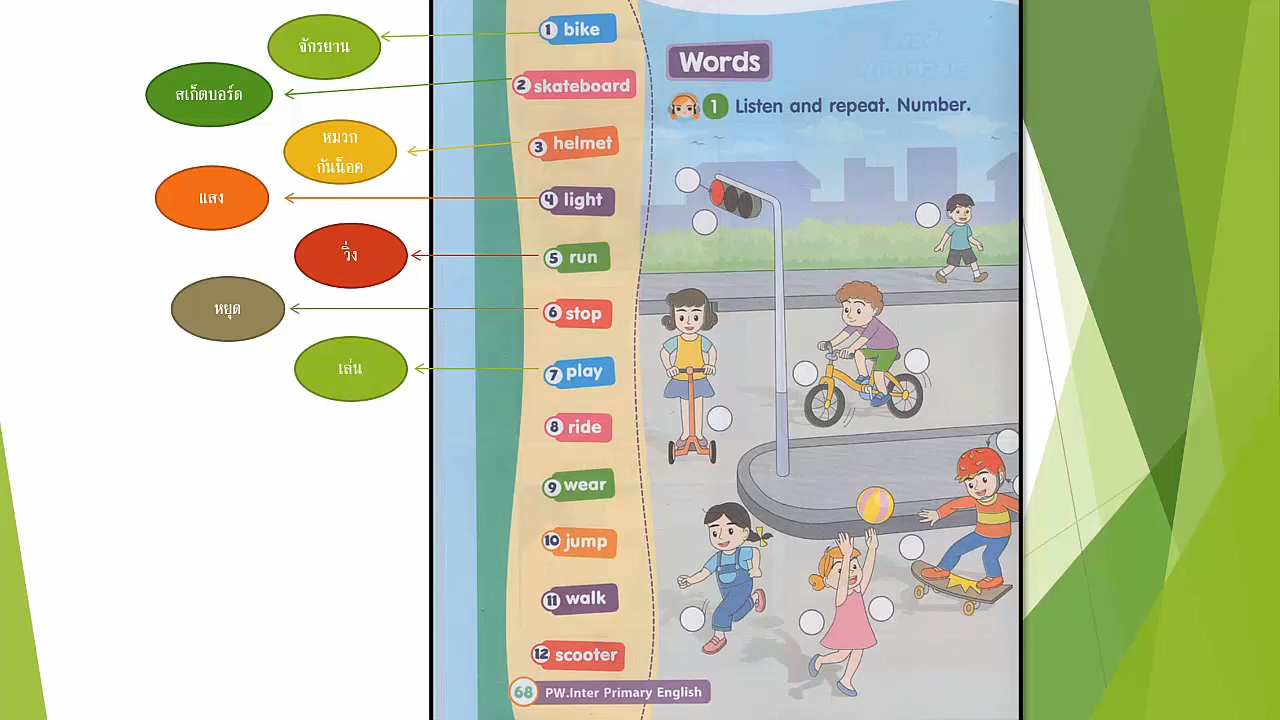 จักรยาน
สเก็ตบอร์ด
หมวก
กันน็อค
แสง
วิ่ง
หยุด
เล่น
1 bike
2 skateboard
3 helmet
4 light
5 run
6 stop
7 play
8 ride
9 wear
10 jump
11 walk
12 scooter
68 PW.Inter Primary English
Words
1 Listen and repeat. Number.